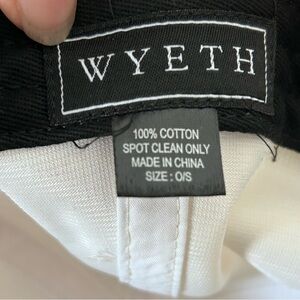 WYETH
100% COTTON
SPOT CLEAN ONLY
MADE IN CHINA
SIZE : O/S